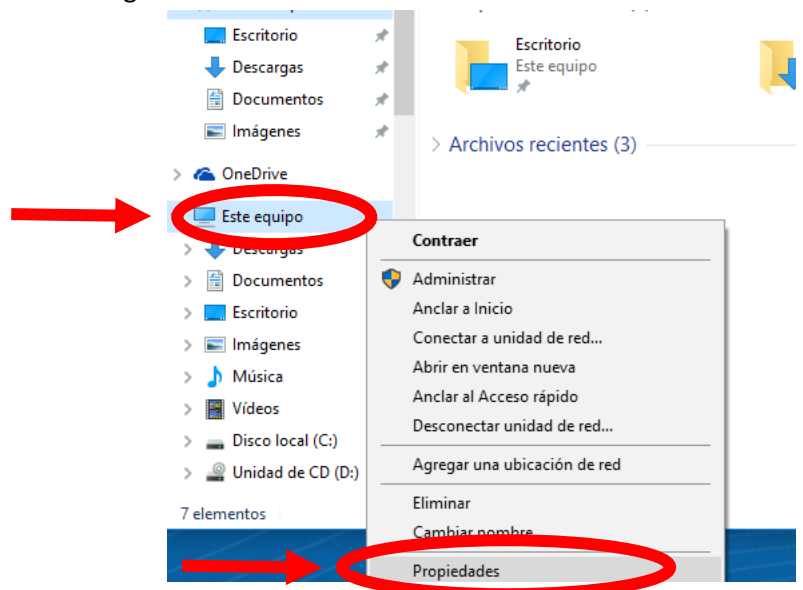 Escritorio
Descargas
Documentos
Imágenes
OneDrive
Este equipo
Descargas
Documentos
Escritorio
Imágenes
Música
Vídeos
Disco local (C:)
Unidad de CD (D:)
7 elementos
Escritorio
Este equipo
Archivos recientes (3)
Contraer
Administrar
Anclar a Inicio
Conectar a unidad de red...
Abrir en ventana nueva
Anclar al Acceso rápido
Desconectar unidad de red...
Agregar una ubicación de red
Eliminar
Cambiar nombre
Propiedades